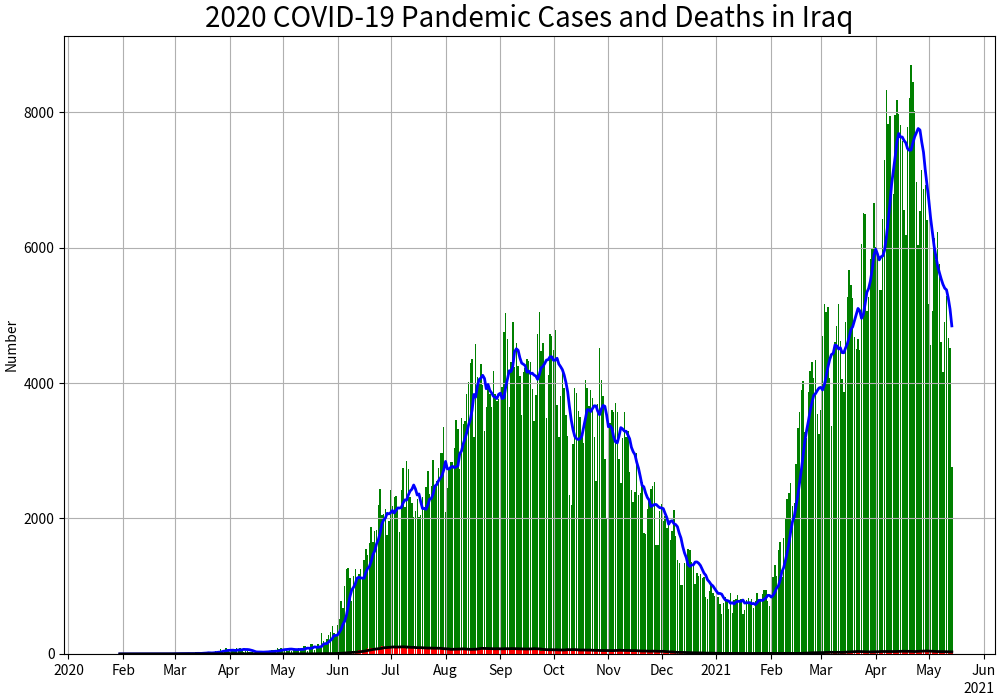 2020 COVID-19 Pandemic Cases and Deaths in Iraq
Number
8000
6000
4000
2000
0
2020 Feb Mar Apr May Jun Jul Aug Sep Oct Nov Dec 2021 Feb Mar Apr May Jun
2021